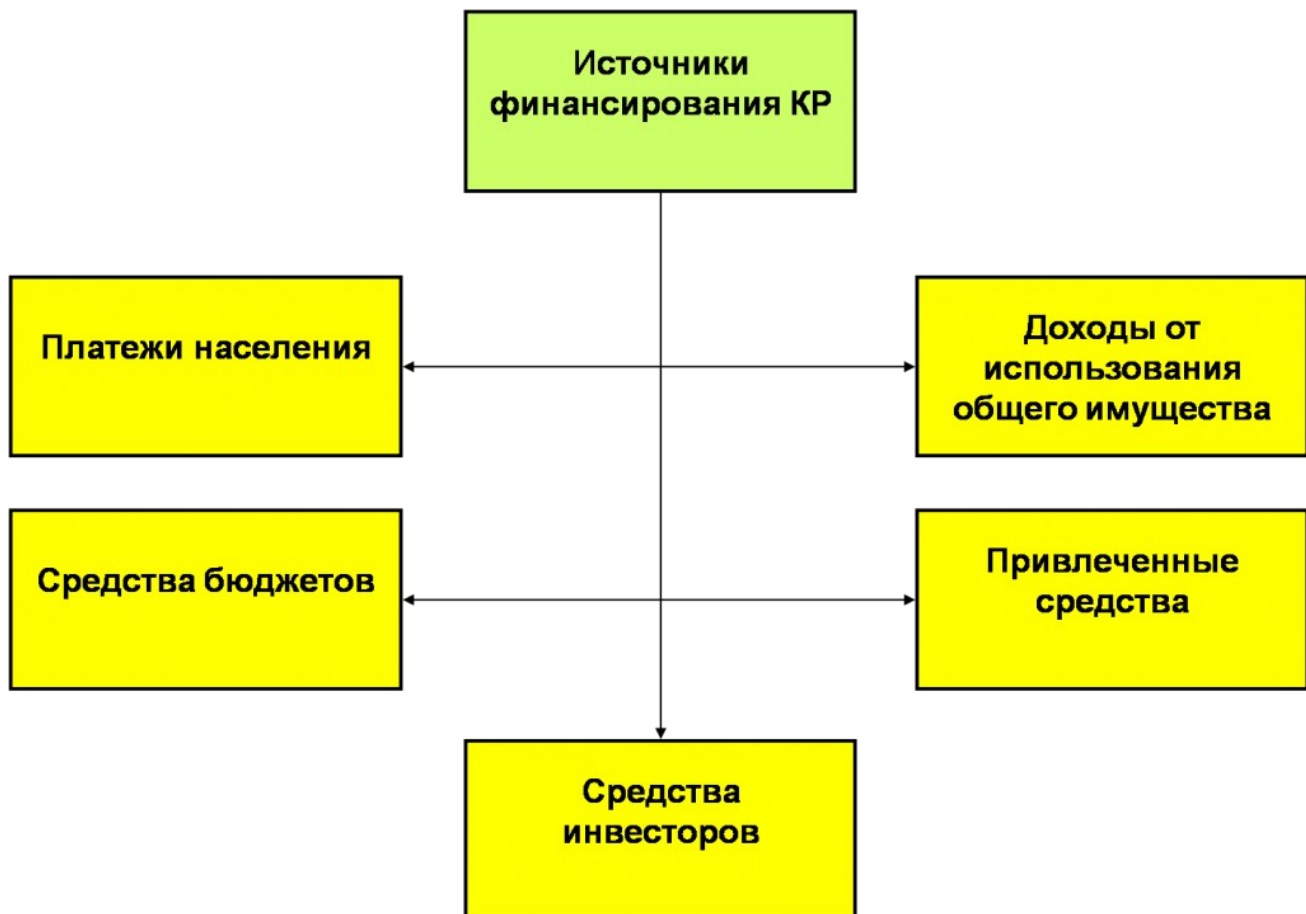 Источники
финансирования КР
Платежи населения
Доходы от
использования
общего имущества
Средства бюджетов
Привлеченные
средства
Средства
инвесторов